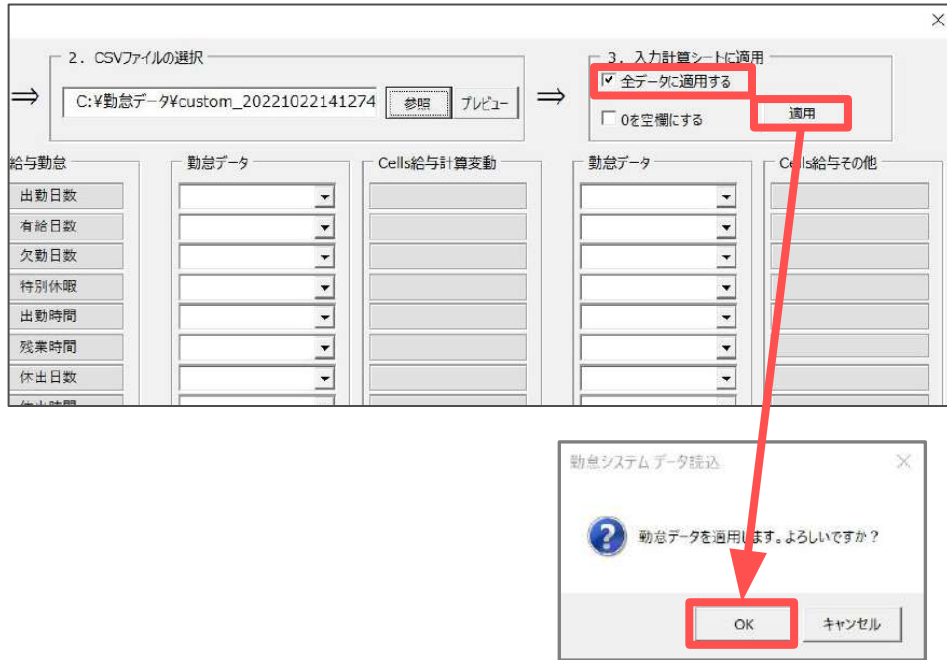 ×
2. CSVファイルの選択
⇒ C:¥勤怠データ¥custom_20221022141274 参照 プレビュー ⇒
3. 入力計算シートに適用
全データに適用する
0を空欄にする
適用
給与勤怠 勤怠データ Cells給与計算変動 勤怠データ Cells給与その他
出勤日数
有給日数
欠勤日数
特別休暇
出勤時間
残業時間
休出日数
休出時間
勤怠システムデータ読込 ×
勤怠データを適用します。よろしいですか？
OK キャンセル